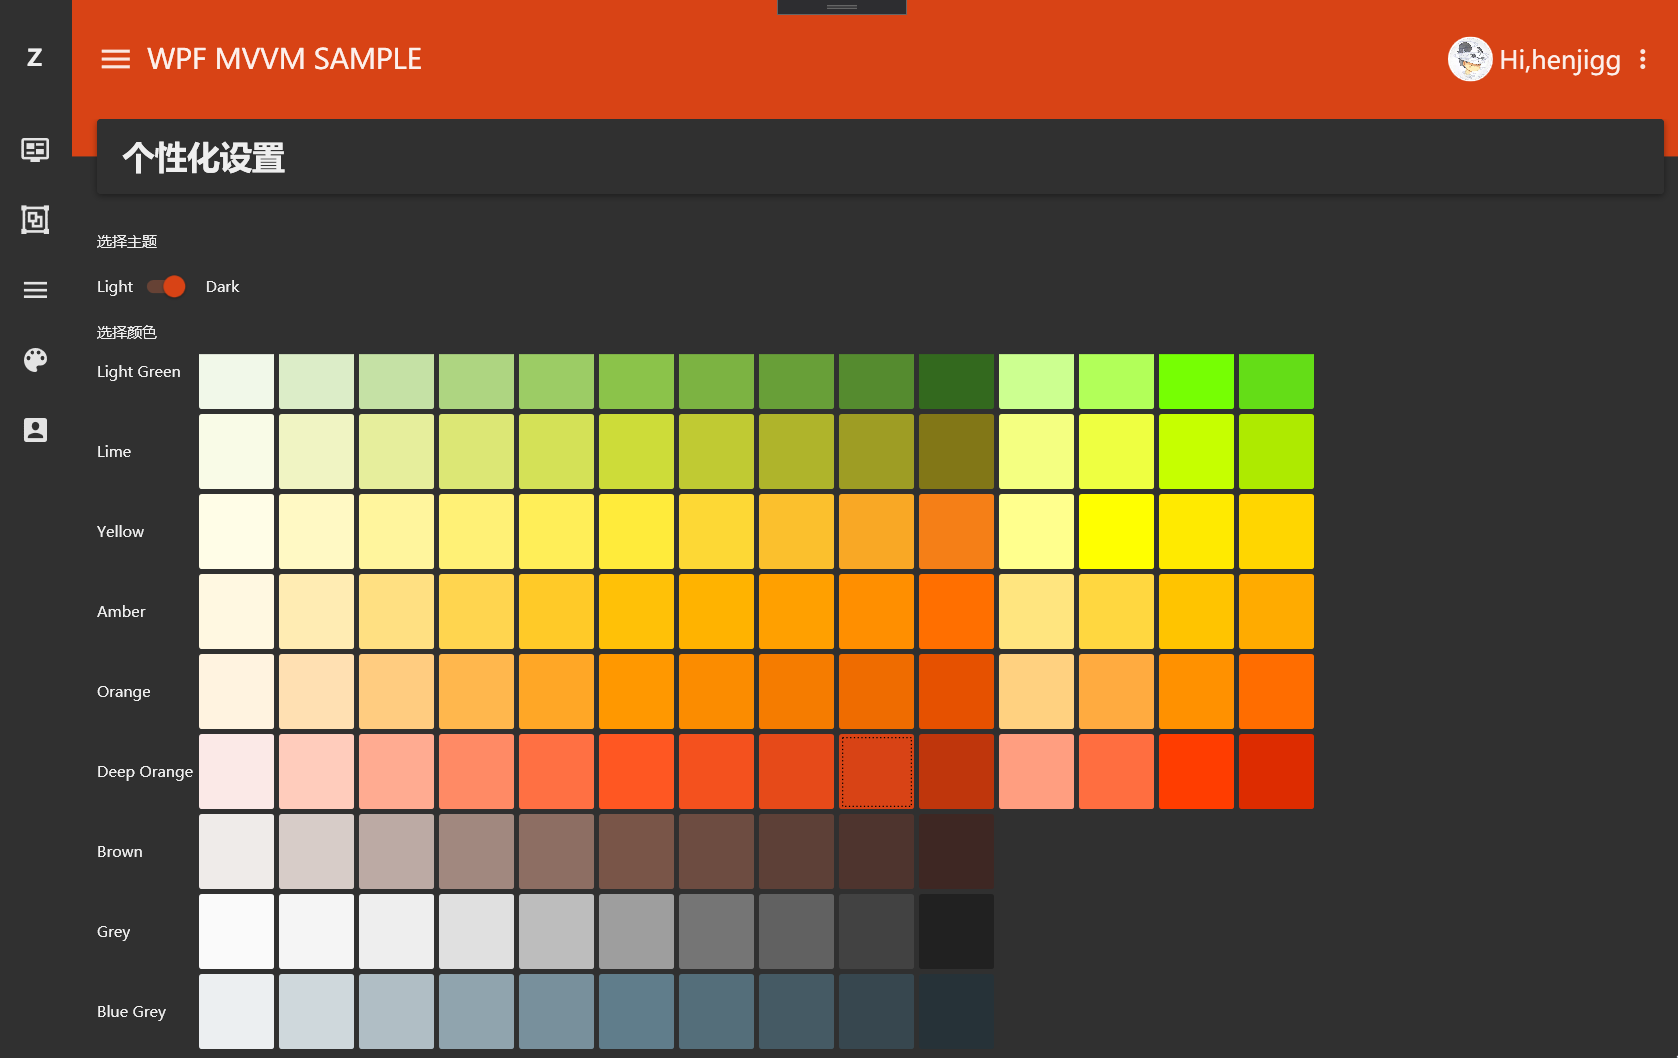 Z
WPF MVVM SAMPLE
Hi,henjigg
个性化设置
选择主题
Light Dark
选择颜色
Light Green
Lime
Yellow
Amber
Orange
Deep Orange
Brown
Grey
Blue Grey